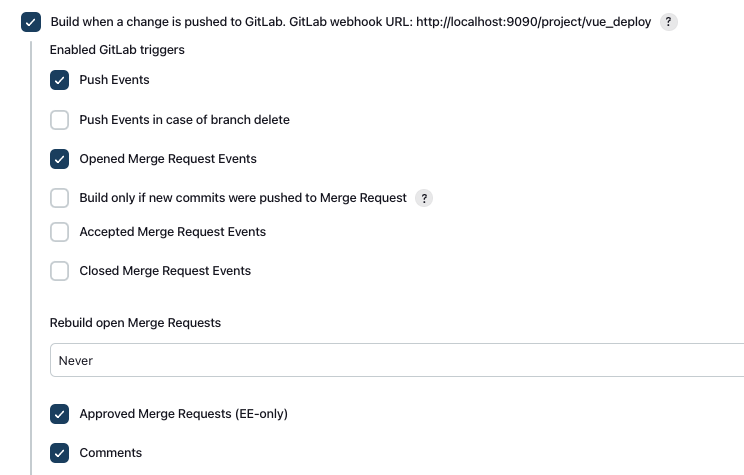 Build when a change is pushed to GitLab. GitLab webhook URL: http://localhost:9090/project/vue_deploy ?
Enabled GitLab triggers
Push Events
Push Events in case of branch delete
Opened Merge Request Events
Build only if new commits were pushed to Merge Request ?
Accepted Merge Request Events
Closed Merge Request Events
Rebuild open Merge Requests
Never
Approved Merge Requests (EE-only)
Comments